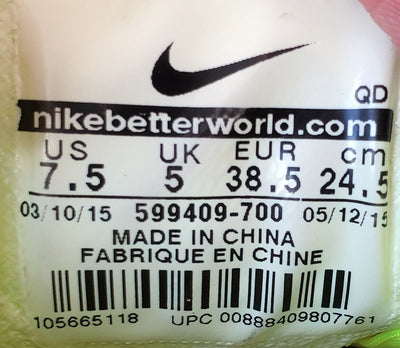 QD
nikebetterworld.com
US UK EUR cm
7.5 5 38.5 24.5
03/10/15 599409-700 05/12/15
MADE IN CHINA
FABRIQUE EN CHINE
105665118 UPC 00888409807761